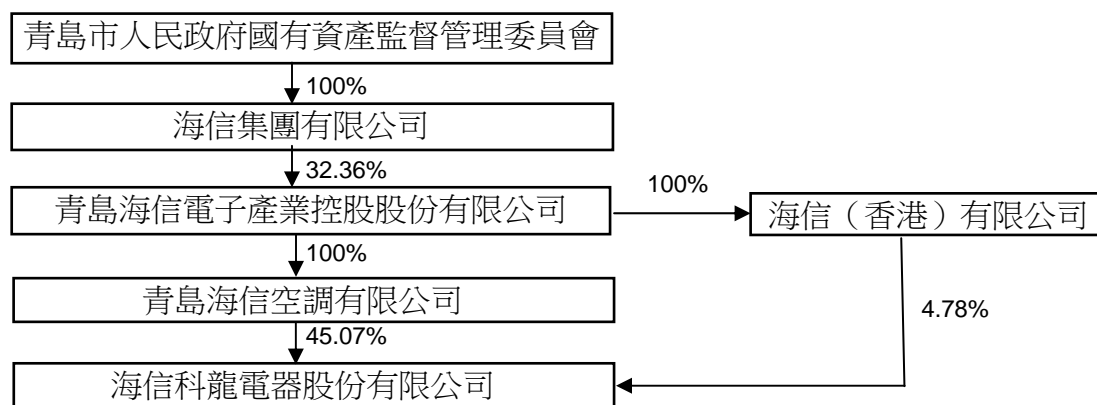 青島市人民政府國有資產監督管理委員會
100%
海信集團有限公司
32.36%
青島海信電子產業控股股份有限公司
100%
海信（香港）有限公司
100%
青島海信空調有限公司
4.78%
45.07%
海信科龍電器股份有限公司